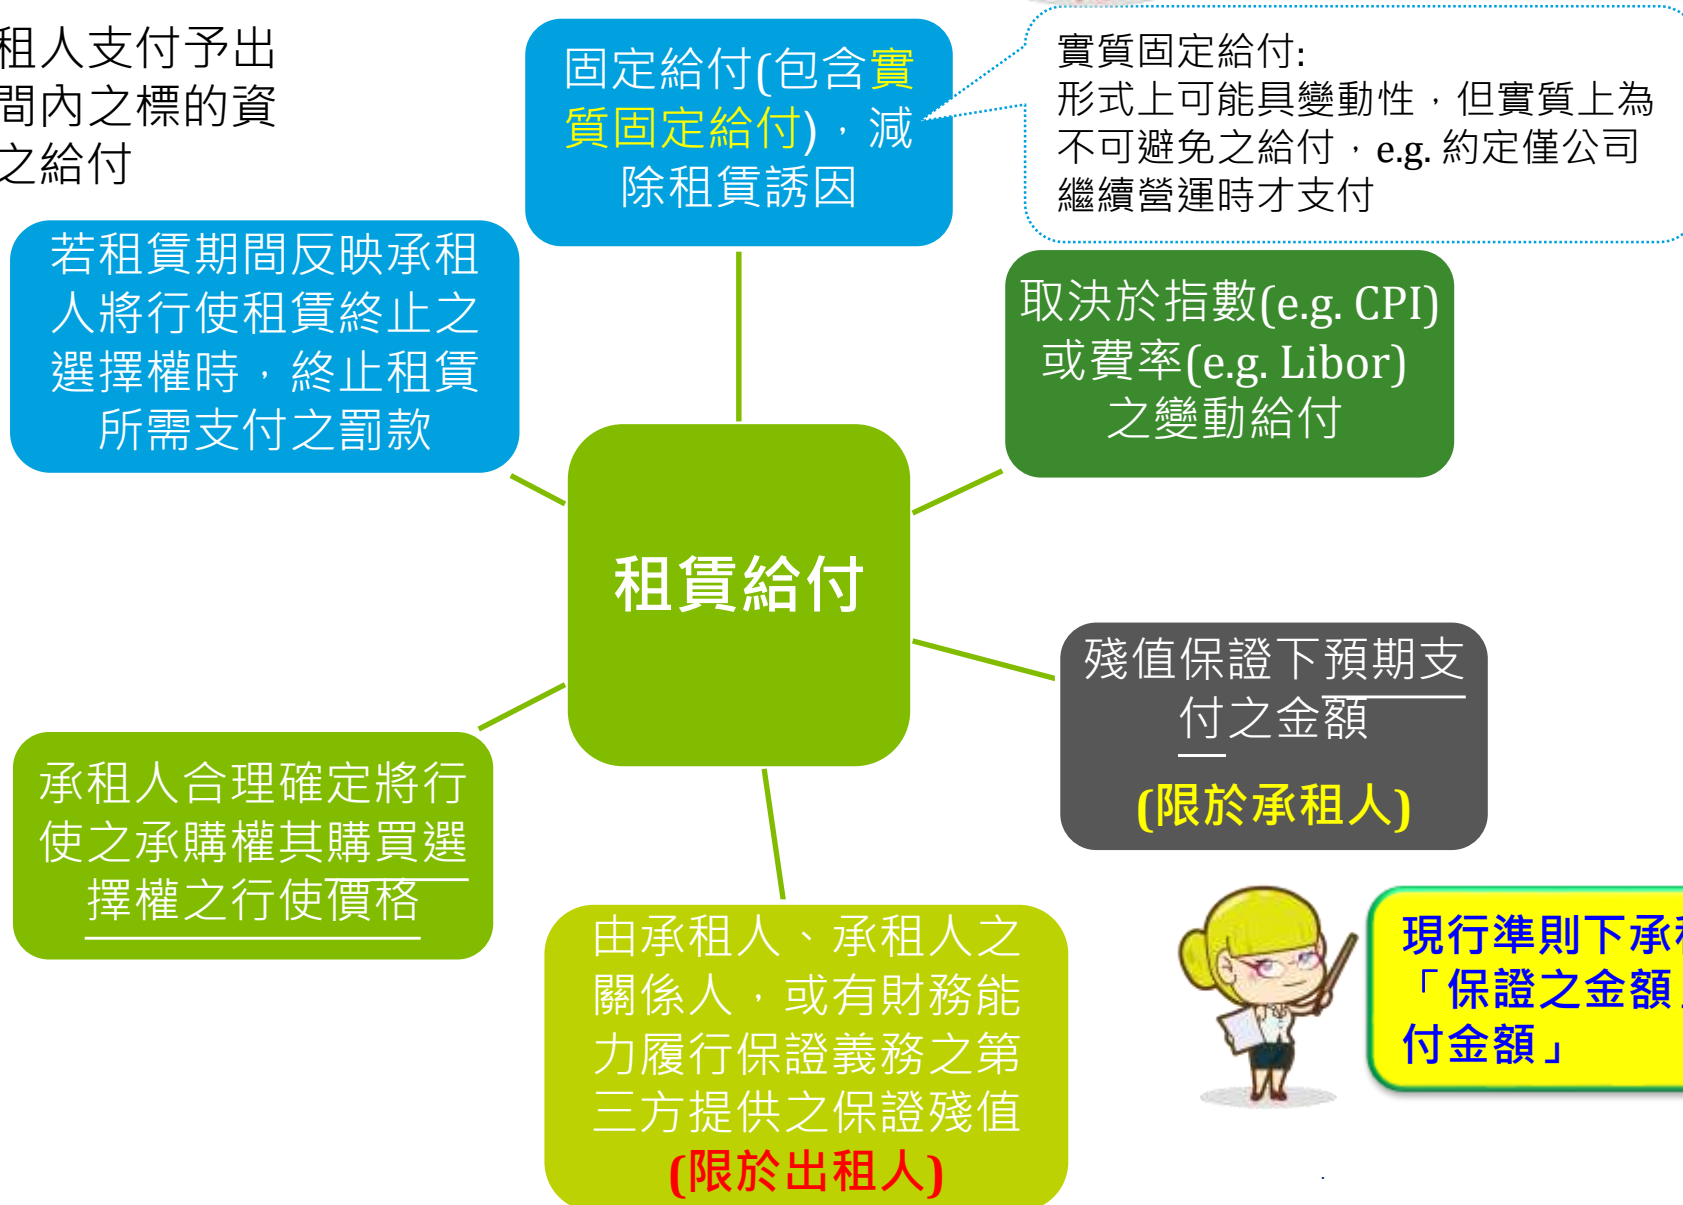 租人支付予出
間內之標的資
之給付
固定給付(包含實
質固定給付)，減
除租賃誘因
實質固定給付:
形式上可能具變動性，但實質上為
不可避免之給付，e.g. 約定僅公司
繼續營運時才支付
若租賃期間反映承租
人將行使租賃終止之
選擇權時，終止租賃
所需支付之罰款
取決於指數(e.g. CPI)
或費率(e.g. Libor)
之變動給付
租賃給付
殘值保證下預期支
付之金額
(限於承租人)
承租人合理確定將行
使之承購權其購買選
擇權之行使價格
由承租人、承租人之
關係人，或有財務能
力履行保證義務之第
三方提供之保證殘值
(限於出租人)
現行準則下承
「保證之金額」
付金額」